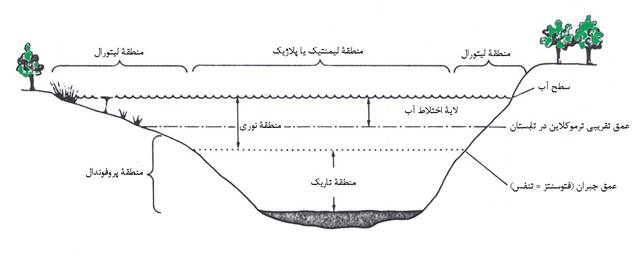 منطقهٔ لیتورال
منطقهٔ لیمنتیک یا پلاژیک
منطقهٔ لیتورال
سطح آب
لایهٔ اختلاط آب
منطقهٔ نوری
عمق تقریبی ترموکلاین در تابستان
منطقهٔ پروفوندال
منطقهٔ تاریک
عمق جبران (فتوسنتز = تنفس)